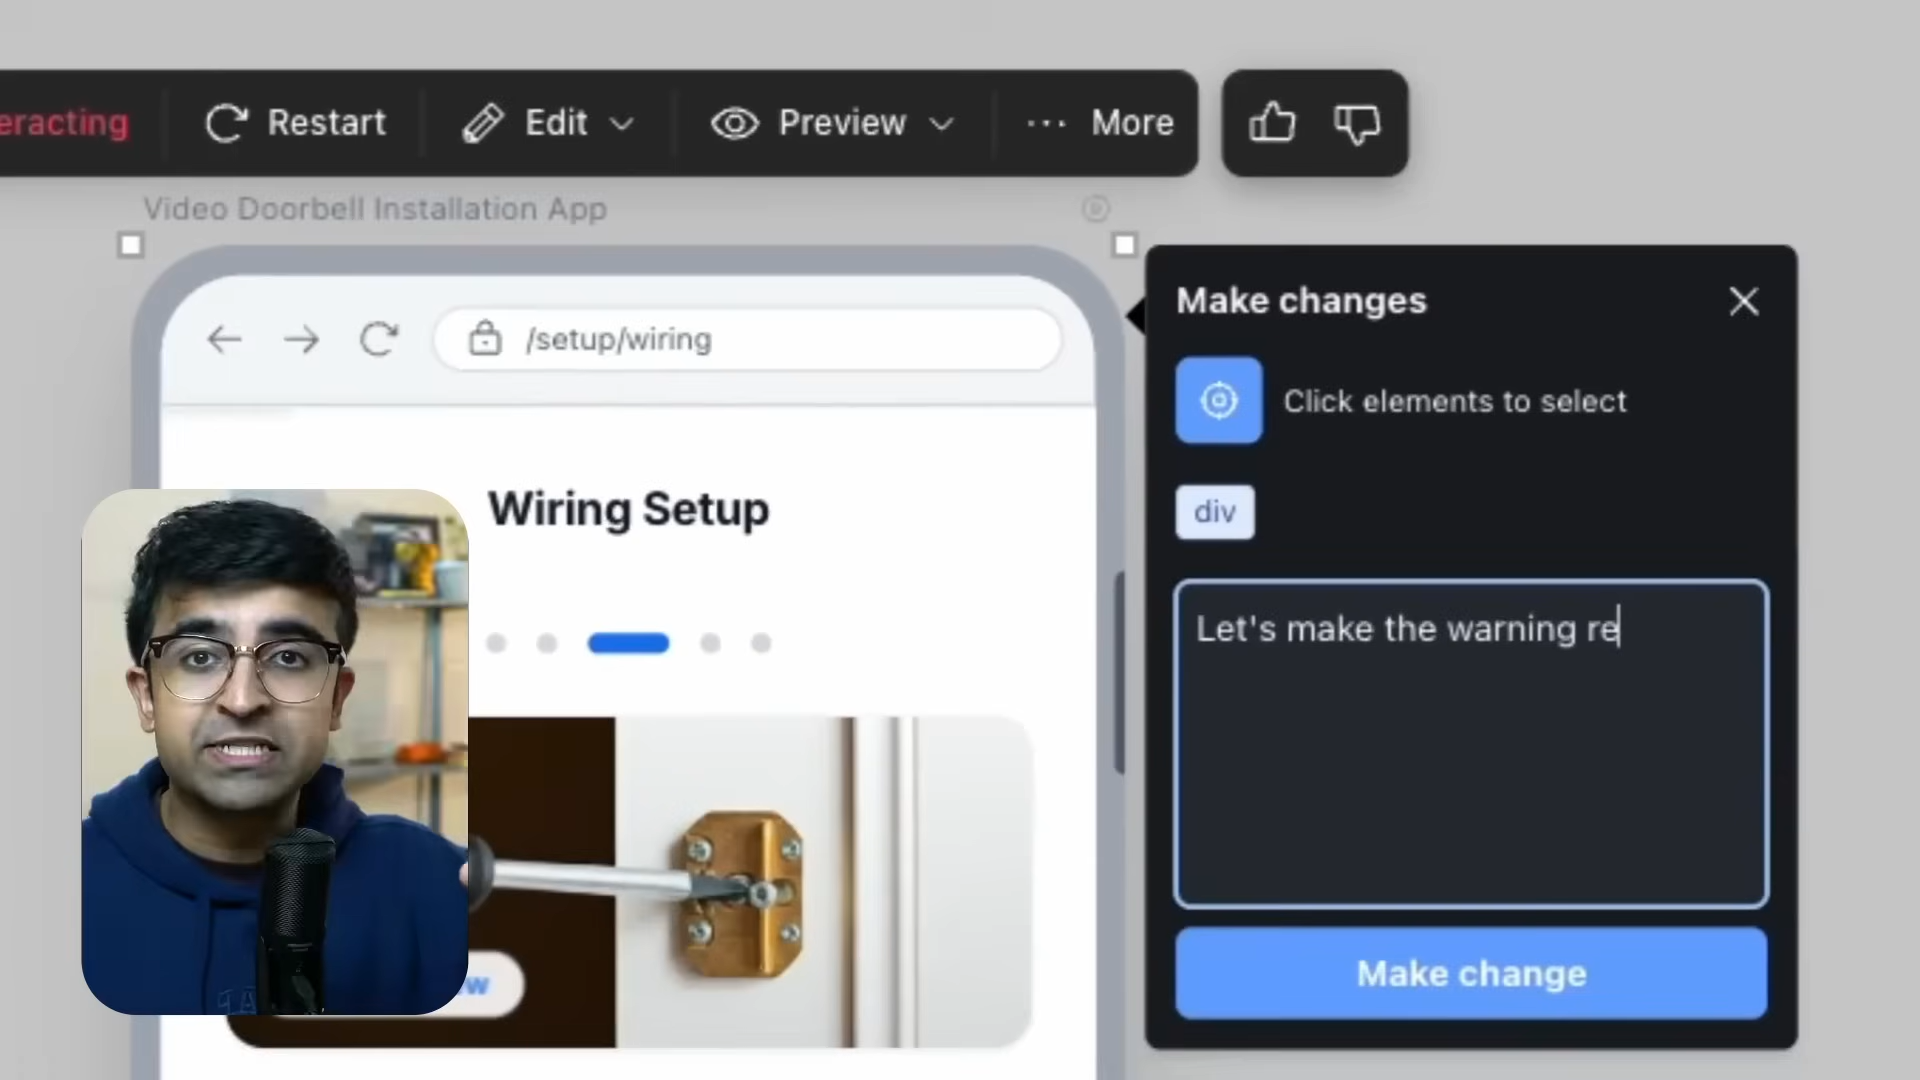 Restart
Edit
Preview
More
Video Doorbell Installation App
/setup/wiring
Make changes
Click elements to select
Wiring Setup
div
Let's make the warning re
Make change